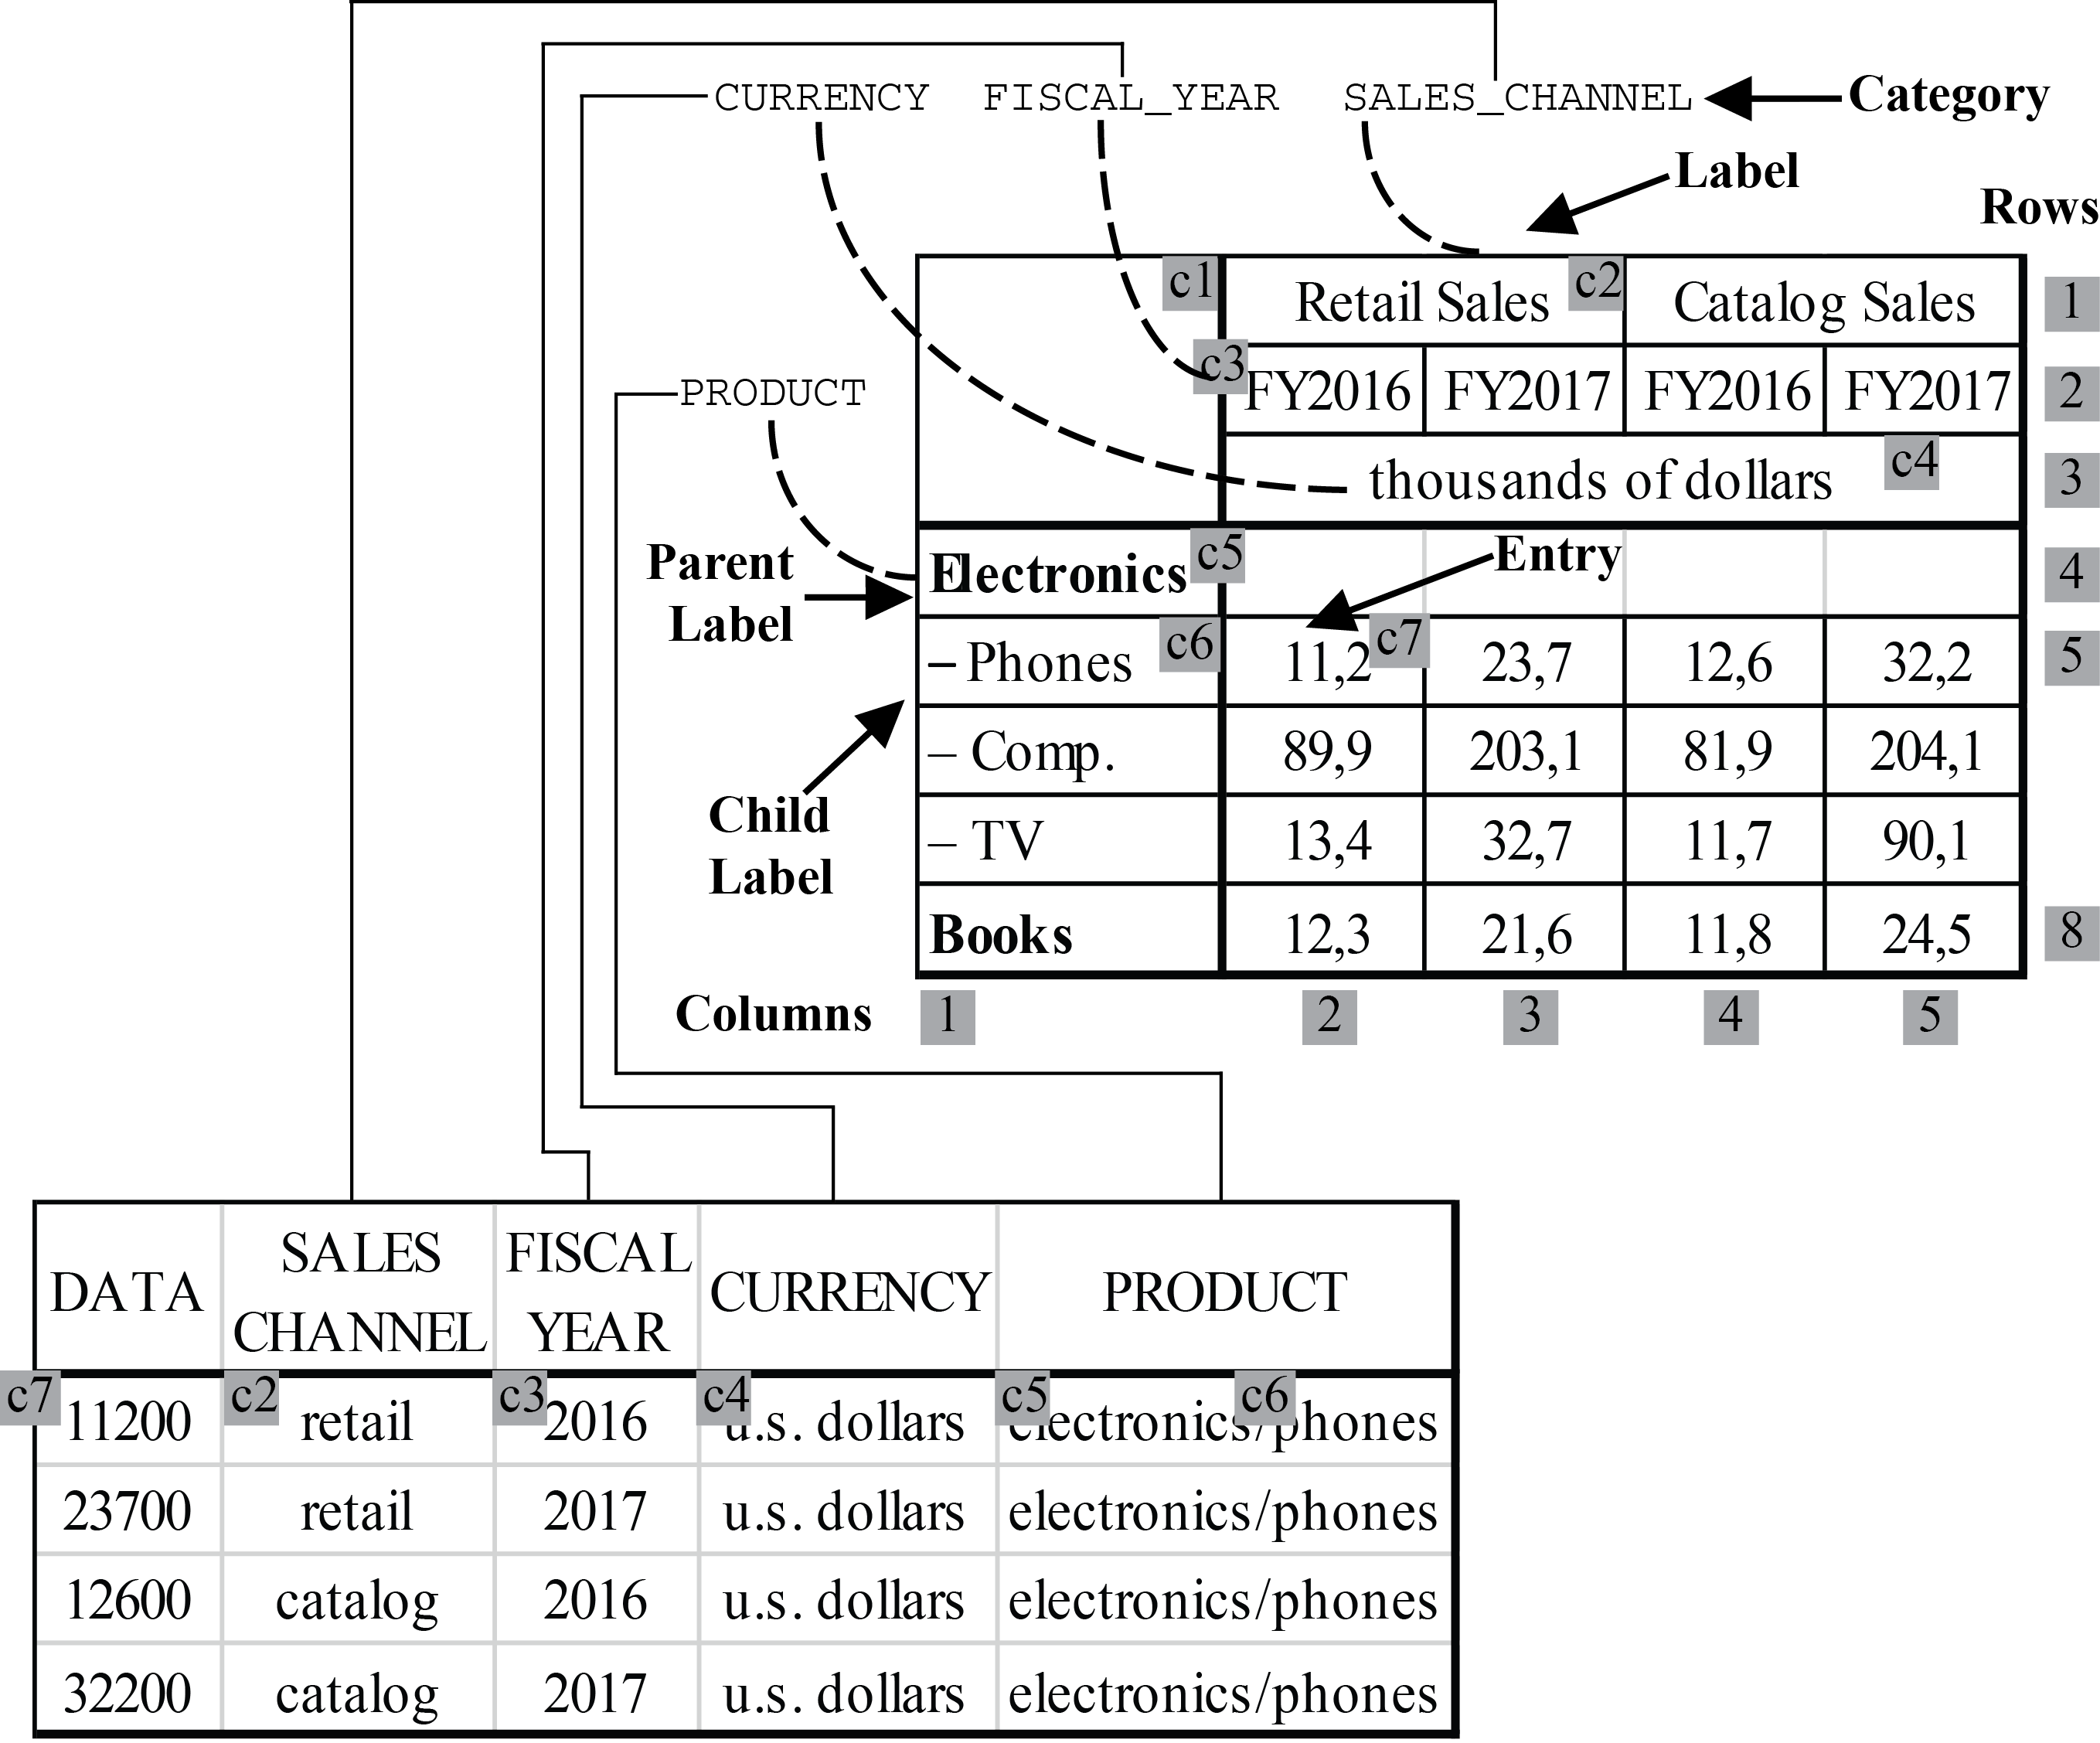 CURRENCY FISCAL_YEAR SALES_CHANNEL Category
Label
Rows
c1 Retail Sales c2 Catalog Sales 1
PRODUCT c3 FY2016 FY2017 FY2016 FY2017 2
thousands of dollars c4 3
Parent Label Electronics c5 Entry 4
– Phones c6 11,2 c7 23,7 12,6 32,2 5
– Comp. 89,9 203,1 81,9 204,1
Child Label – TV 13,4 32,7 11,7 90,1
Books 12,3 21,6 11,8 24,5 8
Columns 1 2 3 4 5
DATA SALES CHANNEL FISCAL YEAR CURRENCY PRODUCT
c7 c2 c3 c4 c5 c6
11200 retail 2016 u.s. dollars electronics/phones
23700 retail 2017 u.s. dollars electronics/phones
12600 catalog 2016 u.s. dollars electronics/phones
32200 catalog 2017 u.s. dollars electronics/phones